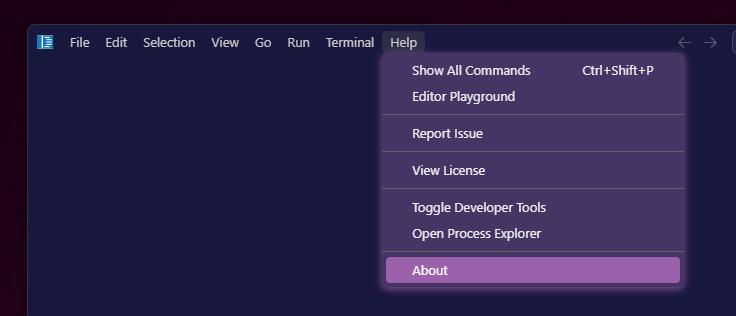 File Edit Selection View Go Run Terminal Help
Show All Commands Ctrl+Shift+P
Editor Playground
Report Issue
View License
Toggle Developer Tools
Open Process Explorer
About